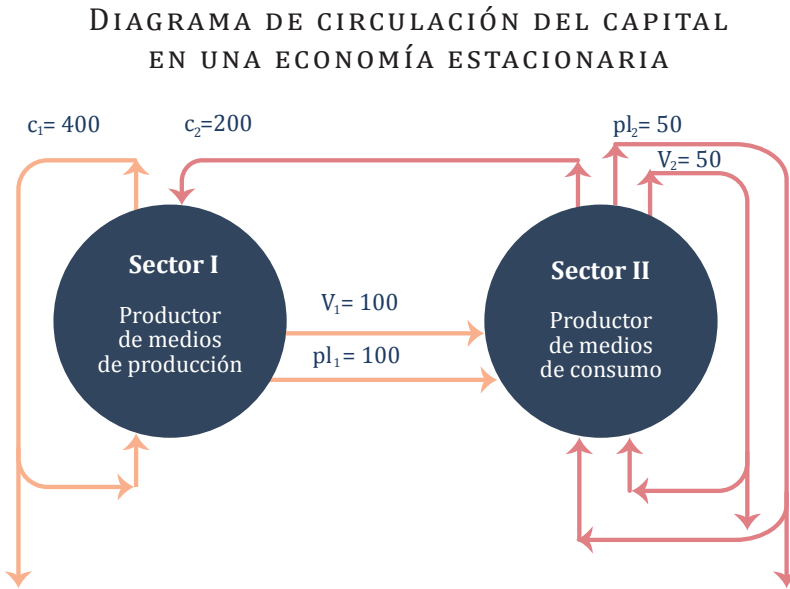 DIAGRAMA DE CIRCULACIÓN DEL CAPITAL
EN UNA ECONOMÍA ESTACIONARIA
c₁= 400
c₂=200
pl₂= 50
V₂= 50
Sector I
Productor
de medios
de producción
V₁= 100
pl₁= 100
Sector II
Productor
de medios
de consumo